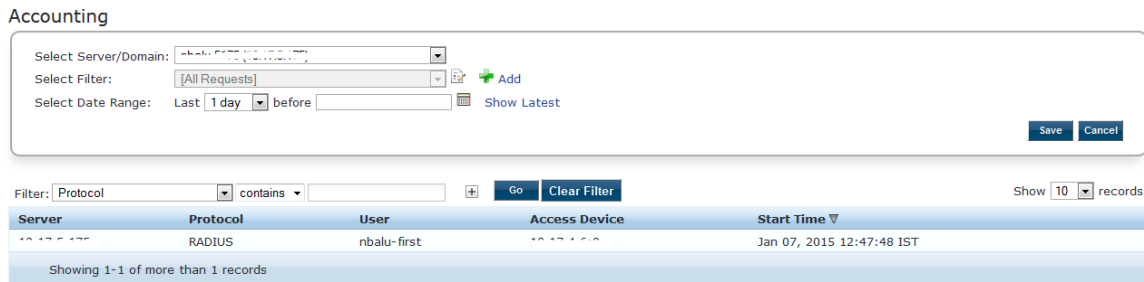 Accounting
Select Server/Domain:
Select Filter: [All Requests] Add
Select Date Range: Last 1 day before Show Latest
Save Cancel
Filter: Protocol contains Go Clear Filter Show 10 records
Server Protocol User Access Device Start Time
RADIUS nbalu-first Jan 07, 2015 12:47:48 IST
Showing 1-1 of more than 1 records